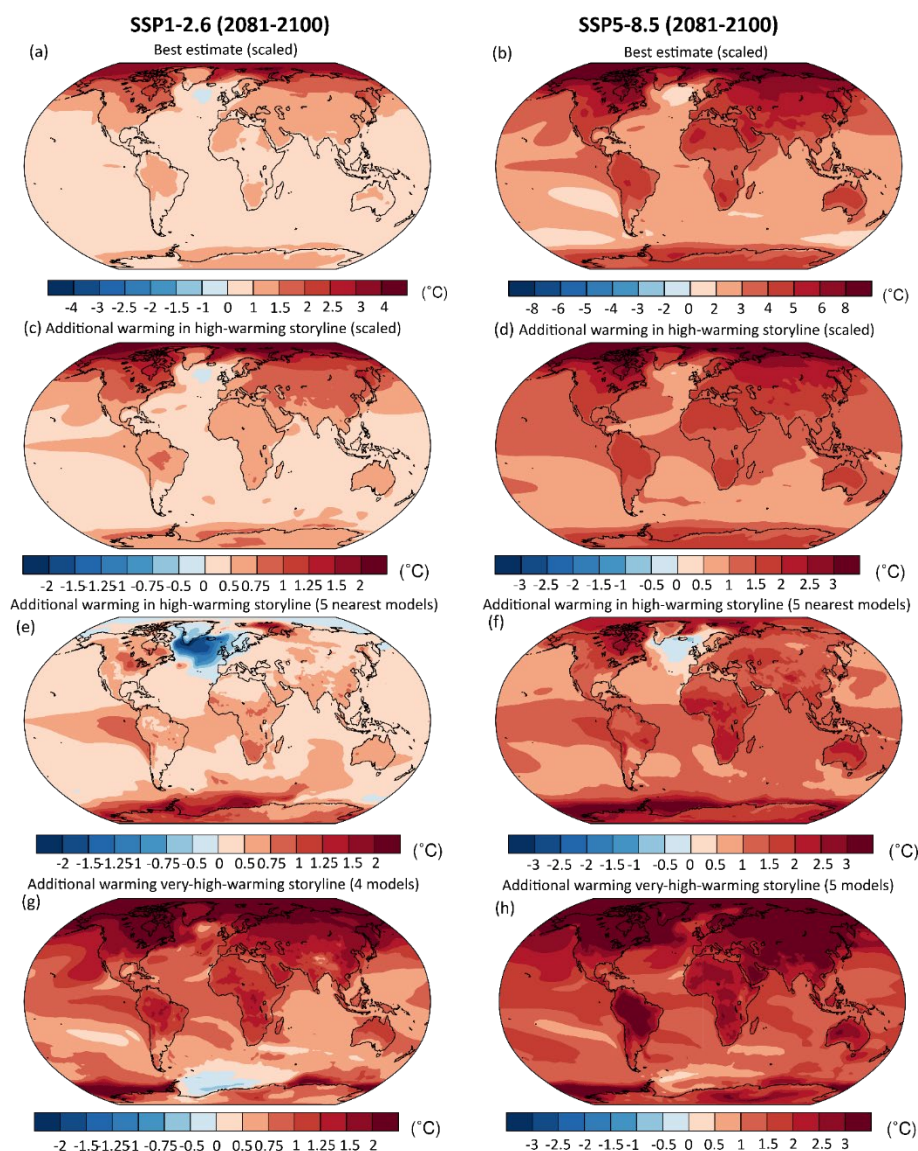 SSP1-2.6 (2081-2100)
SSP5-8.5 (2081-2100)
(a)
Best estimate (scaled)
(b)
Best estimate (scaled)
-4 -3 -2.5 -2 -1.5 -1 0 1 1.5 2 2.5 3 4
(°C)
-8 -6 -5 -4 -3 -2 0 2 3 4 5 6 8
(°C)
(c) Additional warming in high-warming storyline (scaled)
(d) Additional warming in high-warming storyline (scaled)
-2 -1.5-1.25-1 -0.75-0.5 0 0.50.75 1 1.25 1.5 2
(°C)
-3 -2.5 -2 -1.5 -1 -0.5 0 0.5 1 1.5 2 2.5 3
(°C)
Additional warming in high-warming storyline (5 nearest models)
Additional warming in high-warming storyline (5 nearest models)
(e)
(f)
-2 -1.5-1.25-1 -0.75-0.5 0 0.50.75 1 1.25 1.5 2
(°C)
-3 -2.5 -2 -1.5 -1 -0.5 0 0.5 1 1.5 2 2.5 3
(°C)
Additional warming very-high-warming storyline (4 models)
Additional warming very-high-warming storyline (5 models)
(g)
(h)
-2 -1.5-1.25-1 -0.75-0.5 0 0.50.75 1 1.25 1.5 2
(°C)
-3 -2.5 -2 -1.5 -1 -0.5 0 0.5 1 1.5 2 2.5 3
(°C)